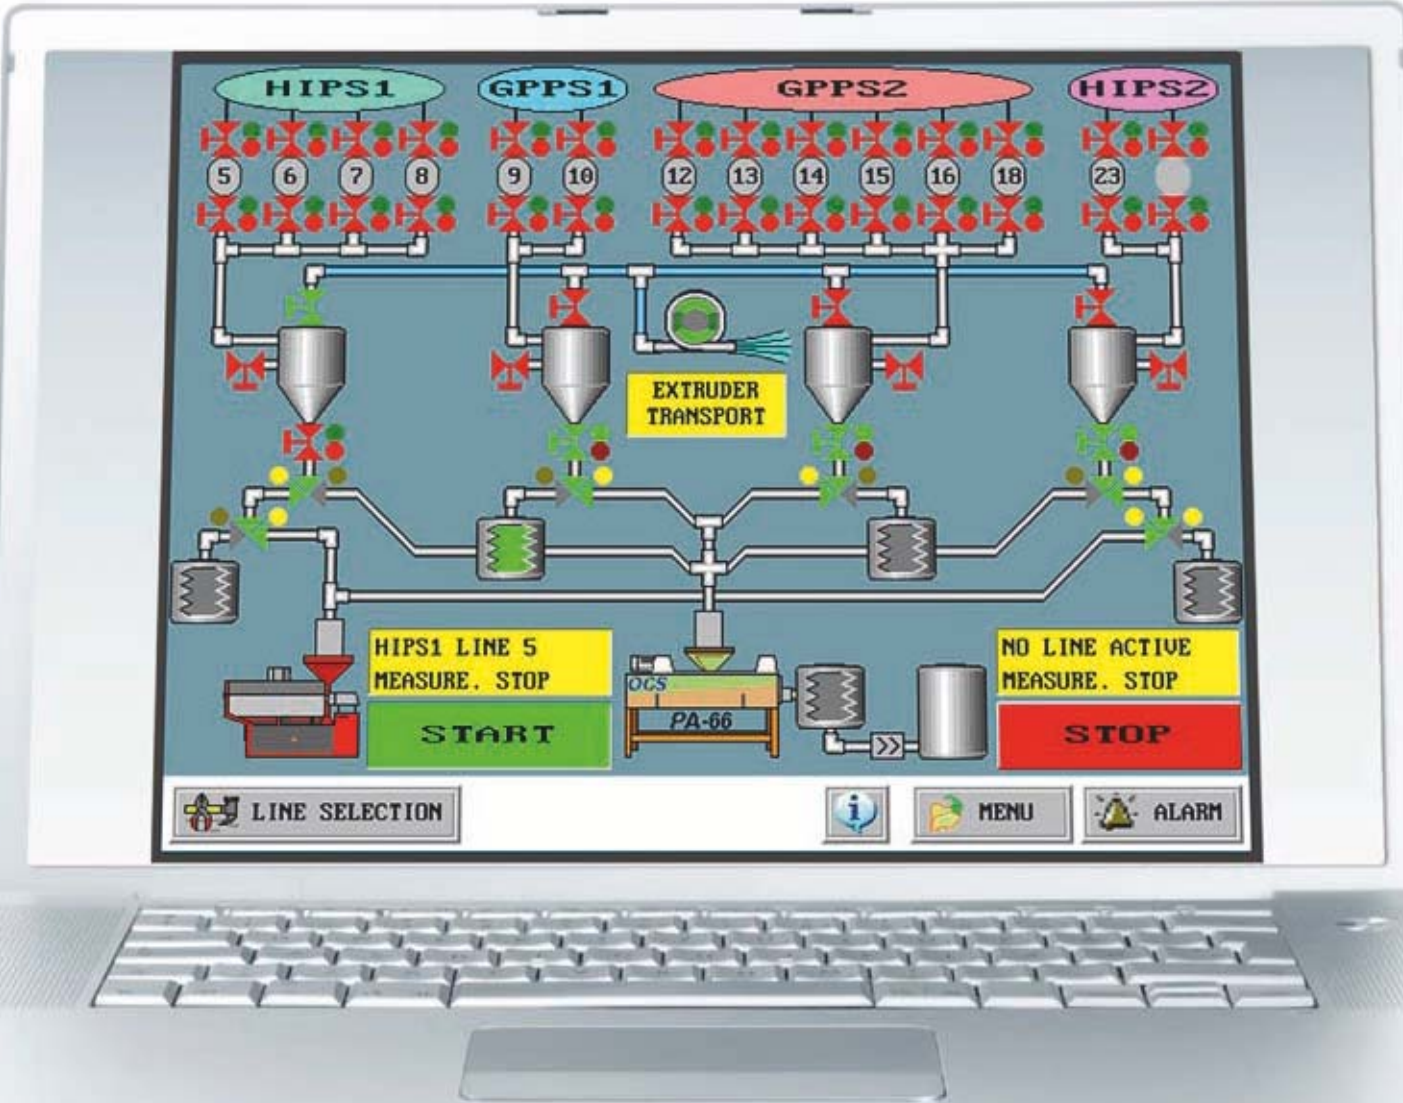 HIPS1 GPPS1 GPPS2 HIPS2
5 6 7 8 9 10 12 13 14 15 16 18 23
EXTRUDER
TRANSPORT
HIPS1 LINE 5
MEASURE. STOP
START
OCS
PA-66
NO LINE ACTIVE
MEASURE. STOP
STOP
LINE SELECTION
i
MENU
ALARM